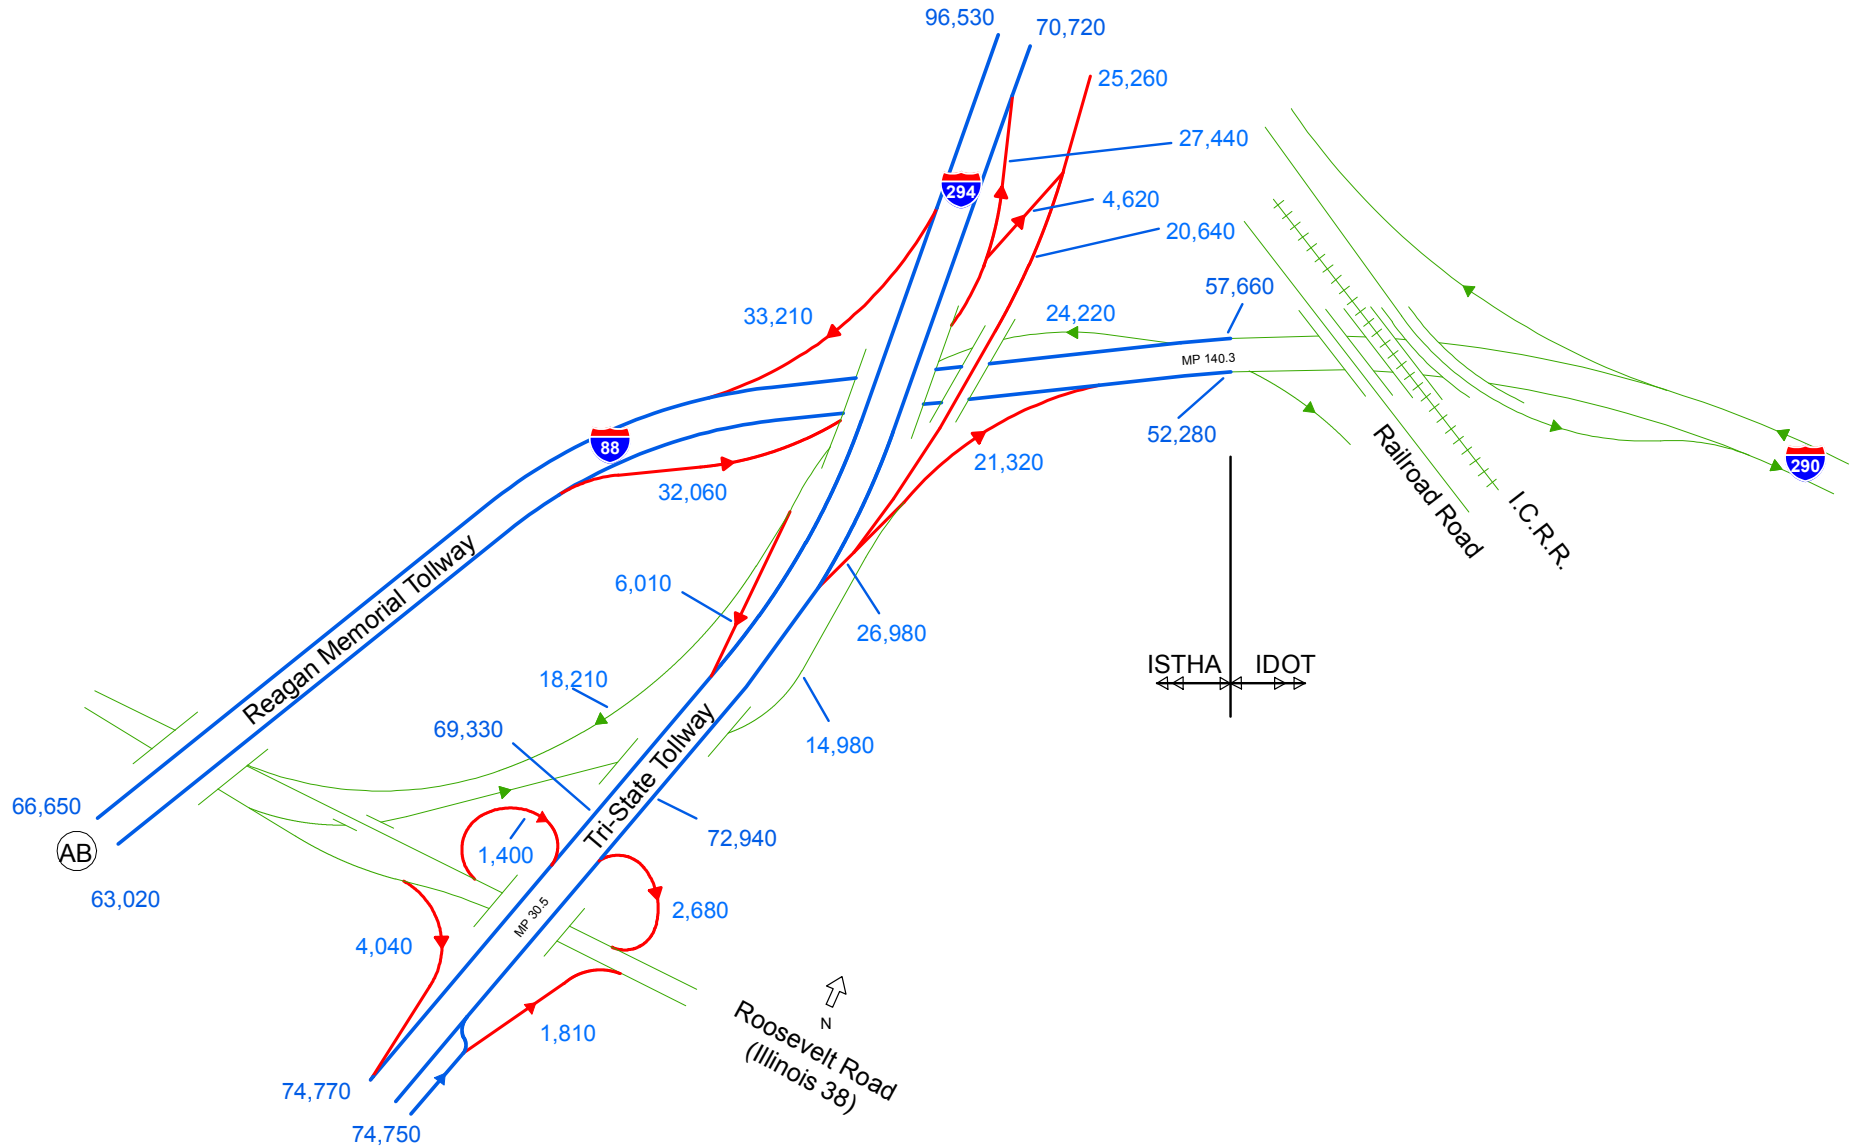 96,530
70,720
25,260
27,440
294
4,620
20,640
57,660
33,210
24,220
MP 140.3
52,280
88
21,320
290
32,060
Railroad Road
I.C.R.R.
Reagan Memorial Tollway
6,010
26,980
ISTHA
IDOT
18,210
69,330
14,980
Tri-State Tollway
66,650
AB
72,940
1,400
63,020
2,680
MP 30.5
4,040
N
1,810
Roosevelt Road
(Illinois 38)
74,770
74,750